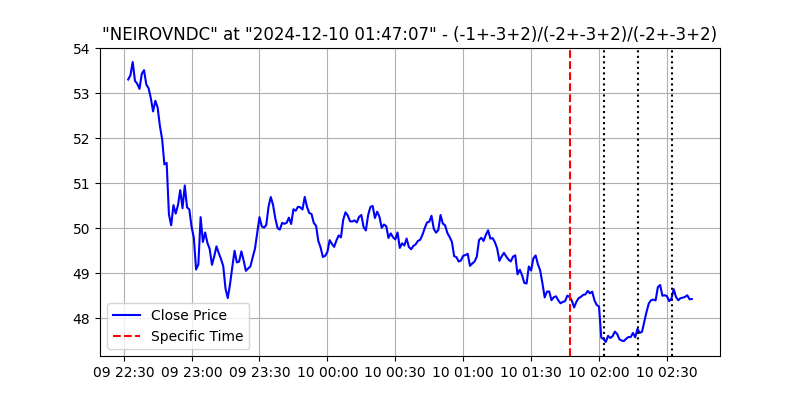 "NEIROVNDC" at "2024-12-10 01:47:07" - (-1+-3+2)/(-2+-3+2)/(-2+-3+2)
54
53
52
51
50
49
48
Close Price
Specific Time
09 22:30 09 23:00 09 23:30 10 00:00 10 00:30 10 01:00 10 01:30 10 02:00 10 02:30